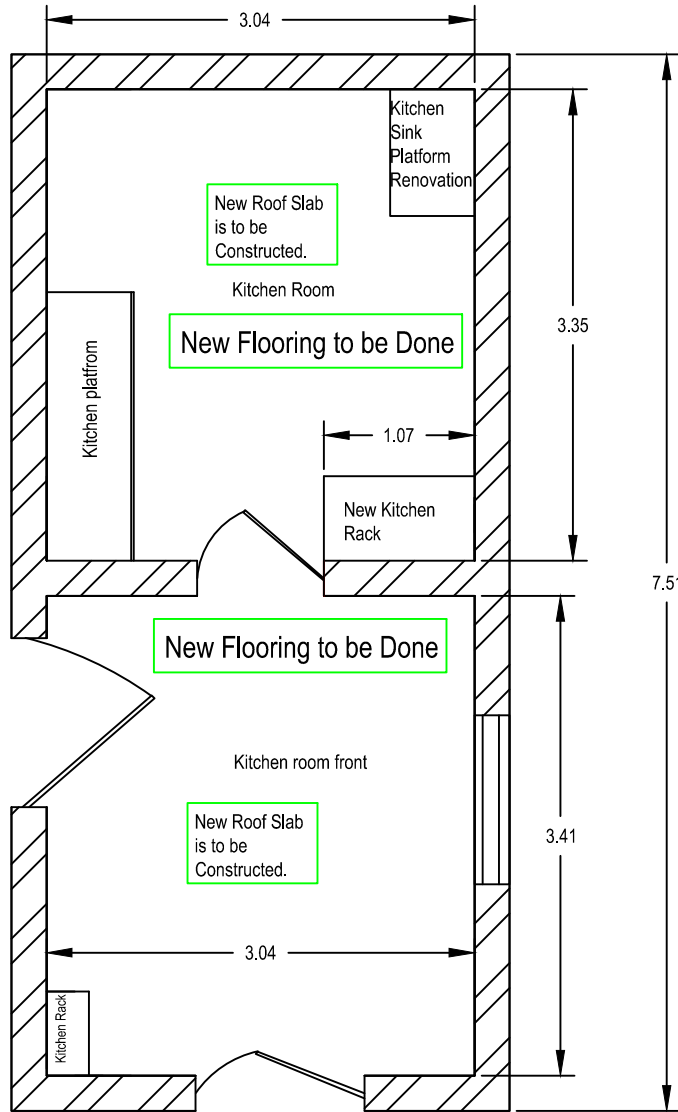 3.04
Kitchen
Sink
Platform
Renovation
New Roof Slab
is to be
Constructed.
Kitchen Room
New Flooring to be Done
3.35
Kitchen platfrom
1.07
New Kitchen
Rack
7.51
New Flooring to be Done
Kitchen room front
New Roof Slab
is to be
Constructed.
3.41
3.04
Kitchen Rack